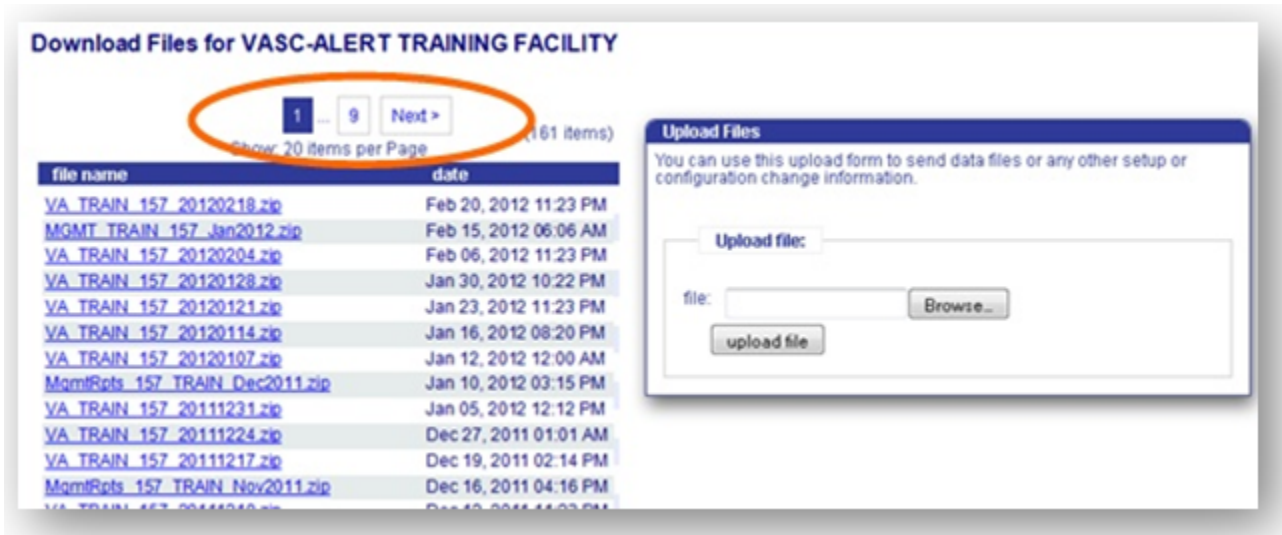 Download Files for VASC-ALERT TRAINING FACILITY
1 ... 9 Next >
(161 items)
Show: 20 items per Page
file name date
VA_TRAIN_157_20120218.zip Feb 20, 2012 11:23 PM
MGMT_TRAIN_157_Jan2012.zip Feb 15, 2012 06:06 AM
VA_TRAIN_157_20120204.zip Feb 06, 2012 11:23 PM
VA_TRAIN_157_20120128.zip Jan 30, 2012 10:22 PM
VA_TRAIN_157_20120121.zip Jan 23, 2012 11:23 PM
VA_TRAIN_157_20120114.zip Jan 16, 2012 08:20 PM
VA_TRAIN_157_20120107.zip Jan 12, 2012 12:00 AM
MgmtRpts_157_TRAIN_Dec2011.zip Jan 10, 2012 03:15 PM
VA_TRAIN_157_20111231.zip Jan 05, 2012 12:12 PM
VA_TRAIN_157_20111224.zip Dec 27, 2011 01:01 AM
VA_TRAIN_157_20111217.zip Dec 19, 2011 02:14 PM
MgmtRpts_157_TRAIN_Nov2011.zip Dec 16, 2011 04:16 PM
Upload Files
You can use this upload form to send data files or any other setup or
configuration change information.
Upload file:
file: Browse...
upload file